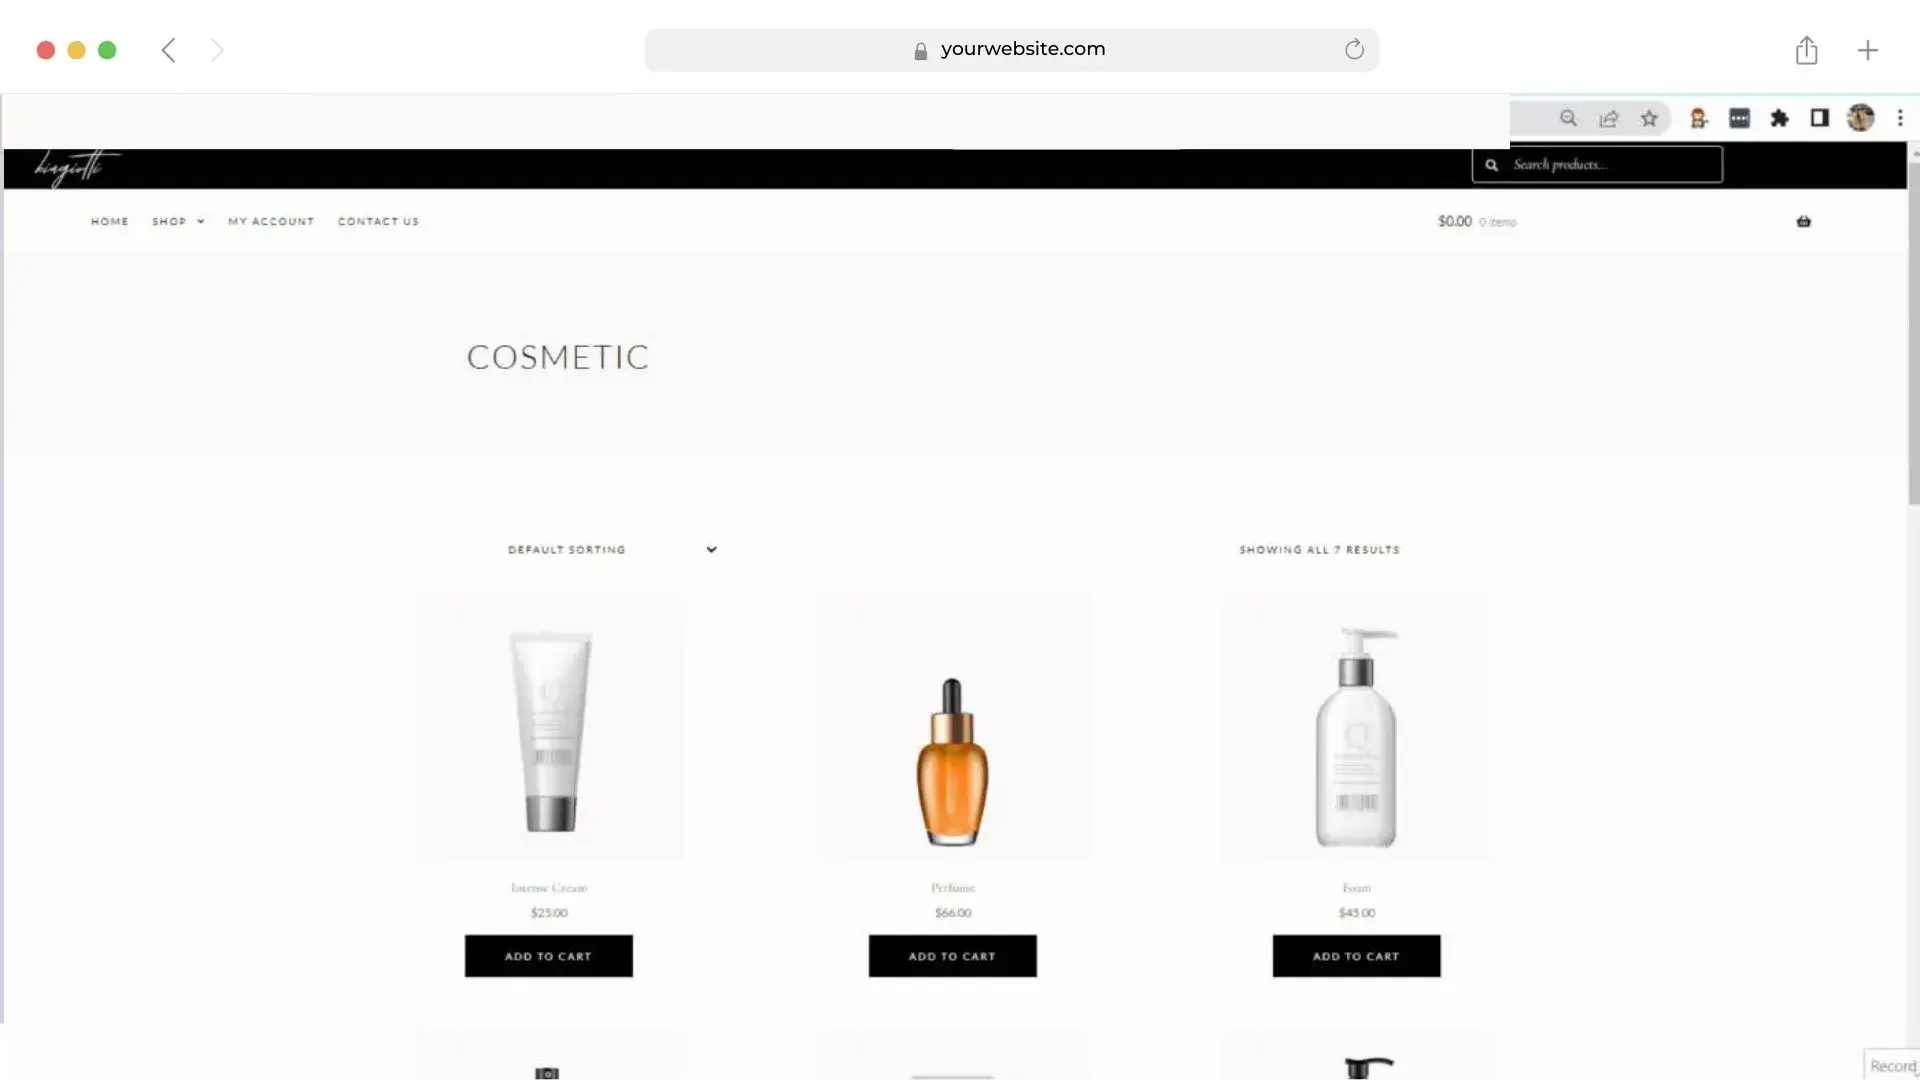 yourwebsite.com
Search products...
HOME SHOP MY ACCOUNT CONTACT US
$0.00 0 items
COSMETIC
DEFAULT SORTING
SHOWING ALL 7 RESULTS
Intense Cream
$25.00
ADD TO CART
Perfume
$66.00
ADD TO CART
Foam
$45.00
ADD TO CART
Record